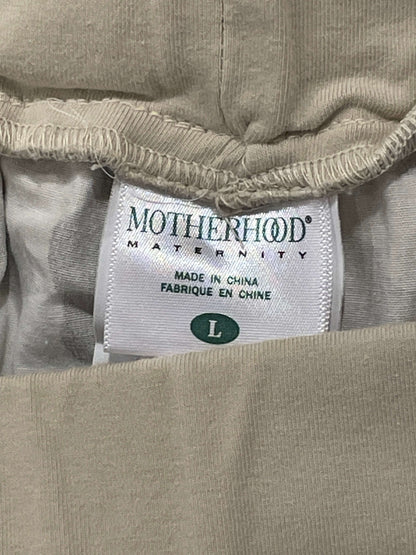 MOTHERHOOD®
MATERNITY
MADE IN CHINA
FABRIQUE EN CHINE
L